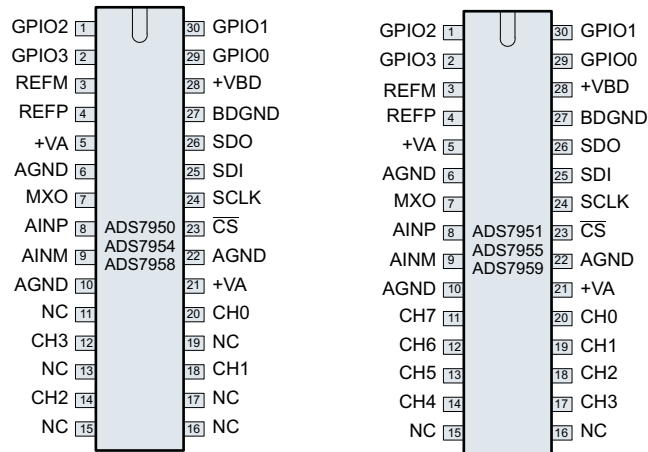 GPIO2 1 30 GPIO1
GPIO3 2 29 GPIO0
REFM 3 28 +VBD
REFP 4 27 BDGND
+VA 5 26 SDO
AGND 6 25 SDI
MXO 7 24 SCLK
AINP 8 ADS7950 23 CS
ADS7954
AINM 9 ADS7958 22 AGND
AGND 10 21 +VA
NC 11 20 CH0
CH3 12 19 NC
NC 13 18 CH1
CH2 14 17 NC
NC 15 16 NC
GPIO2 1 30 GPIO1
GPIO3 2 29 GPIO0
REFM 3 28 +VBD
REFP 4 27 BDGND
+VA 5 26 SDO
AGND 6 25 SDI
MXO 7 24 SCLK
AINP 8 ADS7951 23 CS
ADS7955
AINM 9 ADS7959 22 AGND
AGND 10 21 +VA
CH7 11 20 CH0
CH6 12 19 CH1
CH5 13 18 CH2
CH4 14 17 CH3
NC 15 16 NC